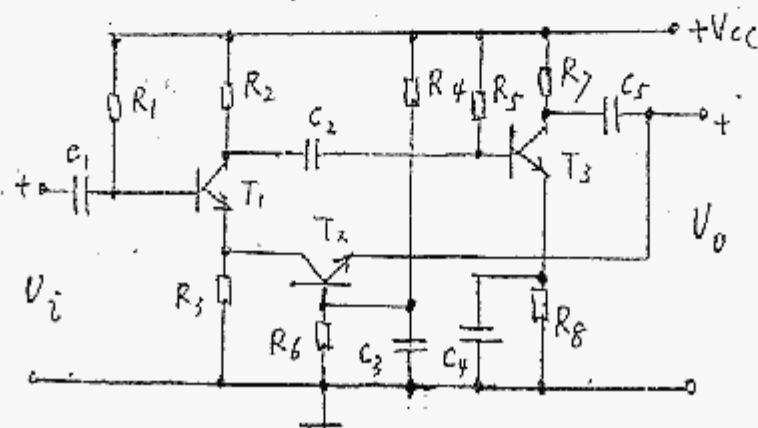 +Vcc
R1
R2
R4
R5
R7
C5
+
C2
C1
+
T1
T3
T2
Vo
Vi
R3
R6
C3
C4
R8